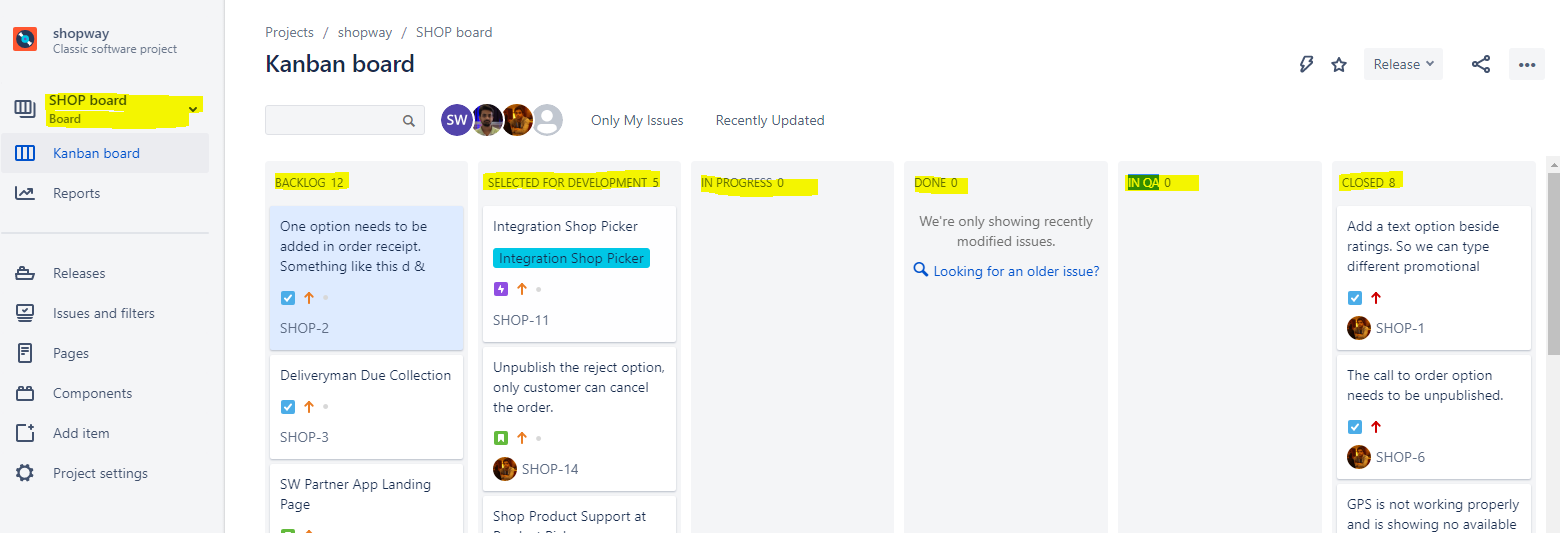 shopway
Classic software project
SHOP board
Board
Kanban board
Reports
Releases
Issues and filters
Pages
Components
Add item
Project settings
Projects / shopway / SHOP board
Kanban board
Release
SW
Only My Issues
Recently Updated
BACKLOG 12
One option needs to be
added in order receipt.
Something like this d &
SHOP-2
Deliveryman Due Collection
SHOP-3
SW Partner App Landing
Page
SELECTED FOR DEVELOPMENT 5
Integration Shop Picker
Integration Shop Picker
SHOP-11
Unpublish the reject option,
only customer can cancel
the order.
SHOP-14
Shop Product Support at
Product Picker
IN PROGRESS 0
DONE 0
We're only showing recently
modified issues.
Looking for an older issue?
IN QA 0
CLOSED 8
Add a text option beside
ratings. So we can type
different promotional
SHOP-1
The call to order option
needs to be unpublished.
SHOP-6
GPS is not working properly
and is showing no available